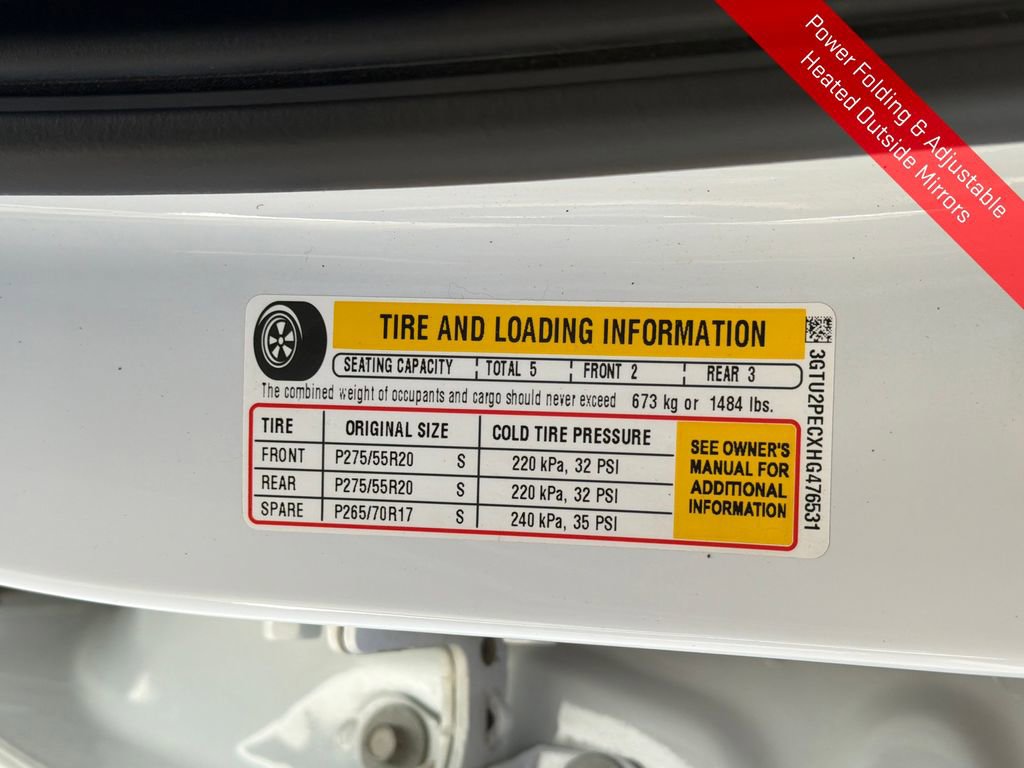 Power Folding & Adjustable
Heated Outside Mirrors
TIRE AND LOADING INFORMATION
SEATING CAPACITY TOTAL 5 FRONT 2 REAR 3
The combined weight of occupants and cargo should never exceed 673 kg or 1484 lbs.
TIRE ORIGINAL SIZE COLD TIRE PRESSURE
FRONT P275/55R20 S 220 kPa, 32 PSI
REAR P275/55R20 S 220 kPa, 32 PSI
SPARE P265/70R17 S 240 kPa, 35 PSI
SEE OWNER'S
MANUAL FOR
ADDITIONAL
INFORMATION
3GTU2PECXHG476531